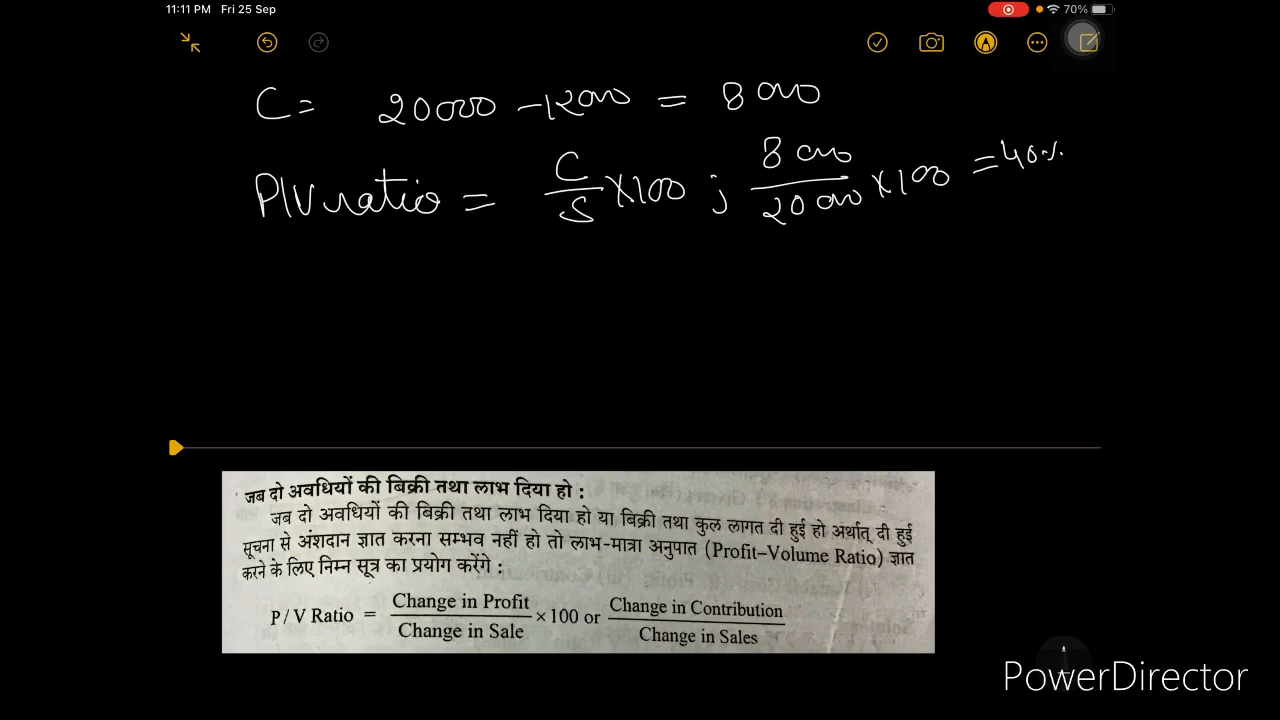 11:11 PM Fri 25 Sep 70%
C = 20000 - 12000 = 8000
P/V ratio = C/S × 100 ; 8000/20000 × 100 = 40%
जब दो अवधियों की बिक्री तथा लाभ दिया हो :
जब दो अवधियों की बिक्री तथा लाभ दिया हो या बिक्री तथा कुल लागत दी हुई हो अर्थात् दी हुई
सूचना से अंशदान ज्ञात करना सम्भव नहीं हो तो लाभ-मात्रा अनुपात (Profit–Volume Ratio) ज्ञात
करने के लिए निम्न सूत्र का प्रयोग करेंगे :
P / V Ratio = Change in Profit / Change in Sale × 100 or Change in Contribution / Change in Sales
PowerDirector